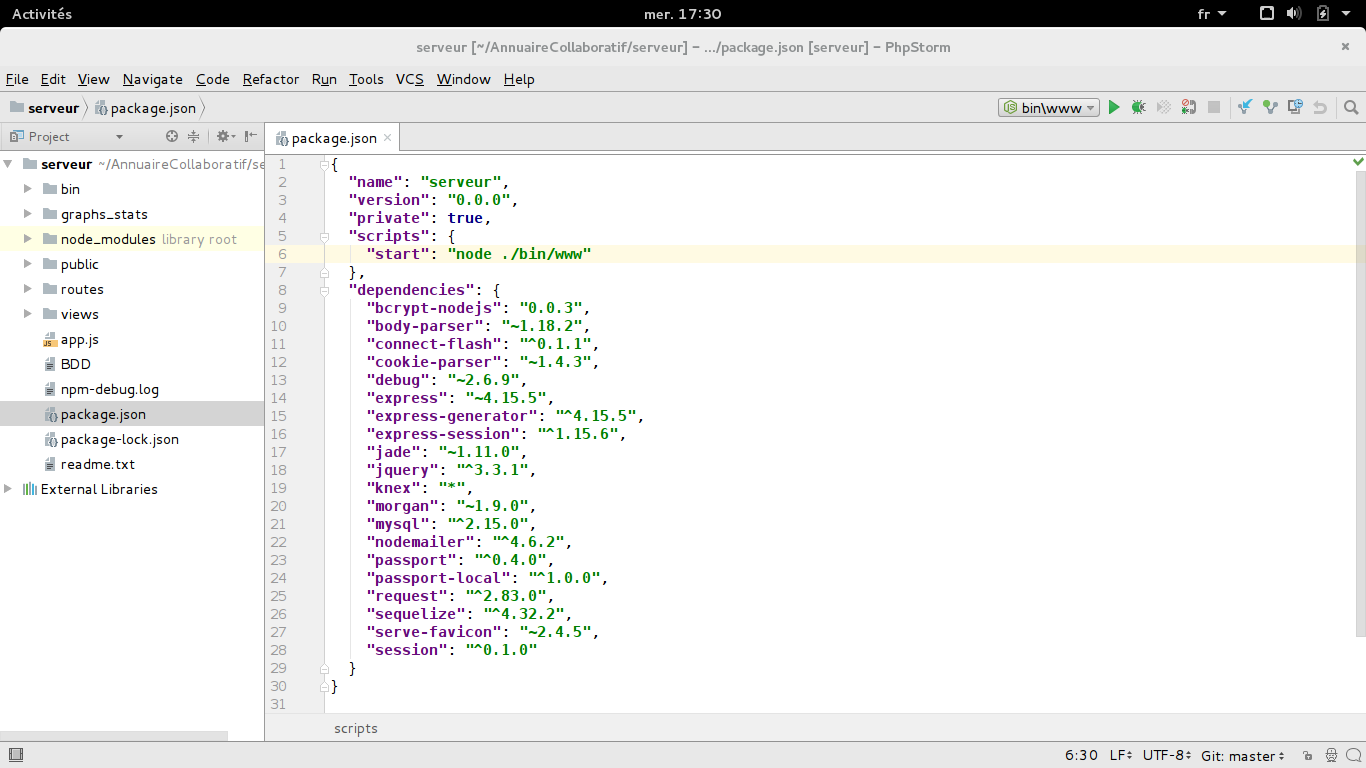 Activités
mer. 17:30
fr
serveur [~/AnnuaireCollaboratif/serveur] – .../package.json [serveur] – PhpStorm
File Edit View Navigate Code Refactor Run Tools VCS Window Help
serveur package.json
bin\www
Project
package.json
serveur ~/AnnuaireCollaboratif/se
bin
graphs_stats
node_modules library root
public
routes
views
app.js
BDD
npm-debug.log
package.json
package-lock.json
readme.txt
External Libraries
1 {
2 "name": "serveur",
3 "version": "0.0.0",
4 "private": true,
5 "scripts": {
6 "start": "node ./bin/www"
7 },
8 "dependencies": {
9 "bcrypt-nodejs": "0.0.3",
10 "body-parser": "~1.18.2",
11 "connect-flash": "^0.1.1",
12 "cookie-parser": "~1.4.3",
13 "debug": "~2.6.9",
14 "express": "~4.15.5",
15 "express-generator": "^4.15.5",
16 "express-session": "^1.15.6",
17 "jade": "~1.11.0",
18 "jquery": "^3.3.1",
19 "knex": "*",
20 "morgan": "~1.9.0",
21 "mysql": "^2.15.0",
22 "nodemailer": "^4.6.2",
23 "passport": "^0.4.0",
24 "passport-local": "^1.0.0",
25 "request": "^2.83.0",
26 "sequelize": "^4.32.2",
27 "serve-favicon": "~2.4.5",
28 "session": "^0.1.0"
29 }
30 }
31
scripts
6:30 LF UTF-8 Git: master